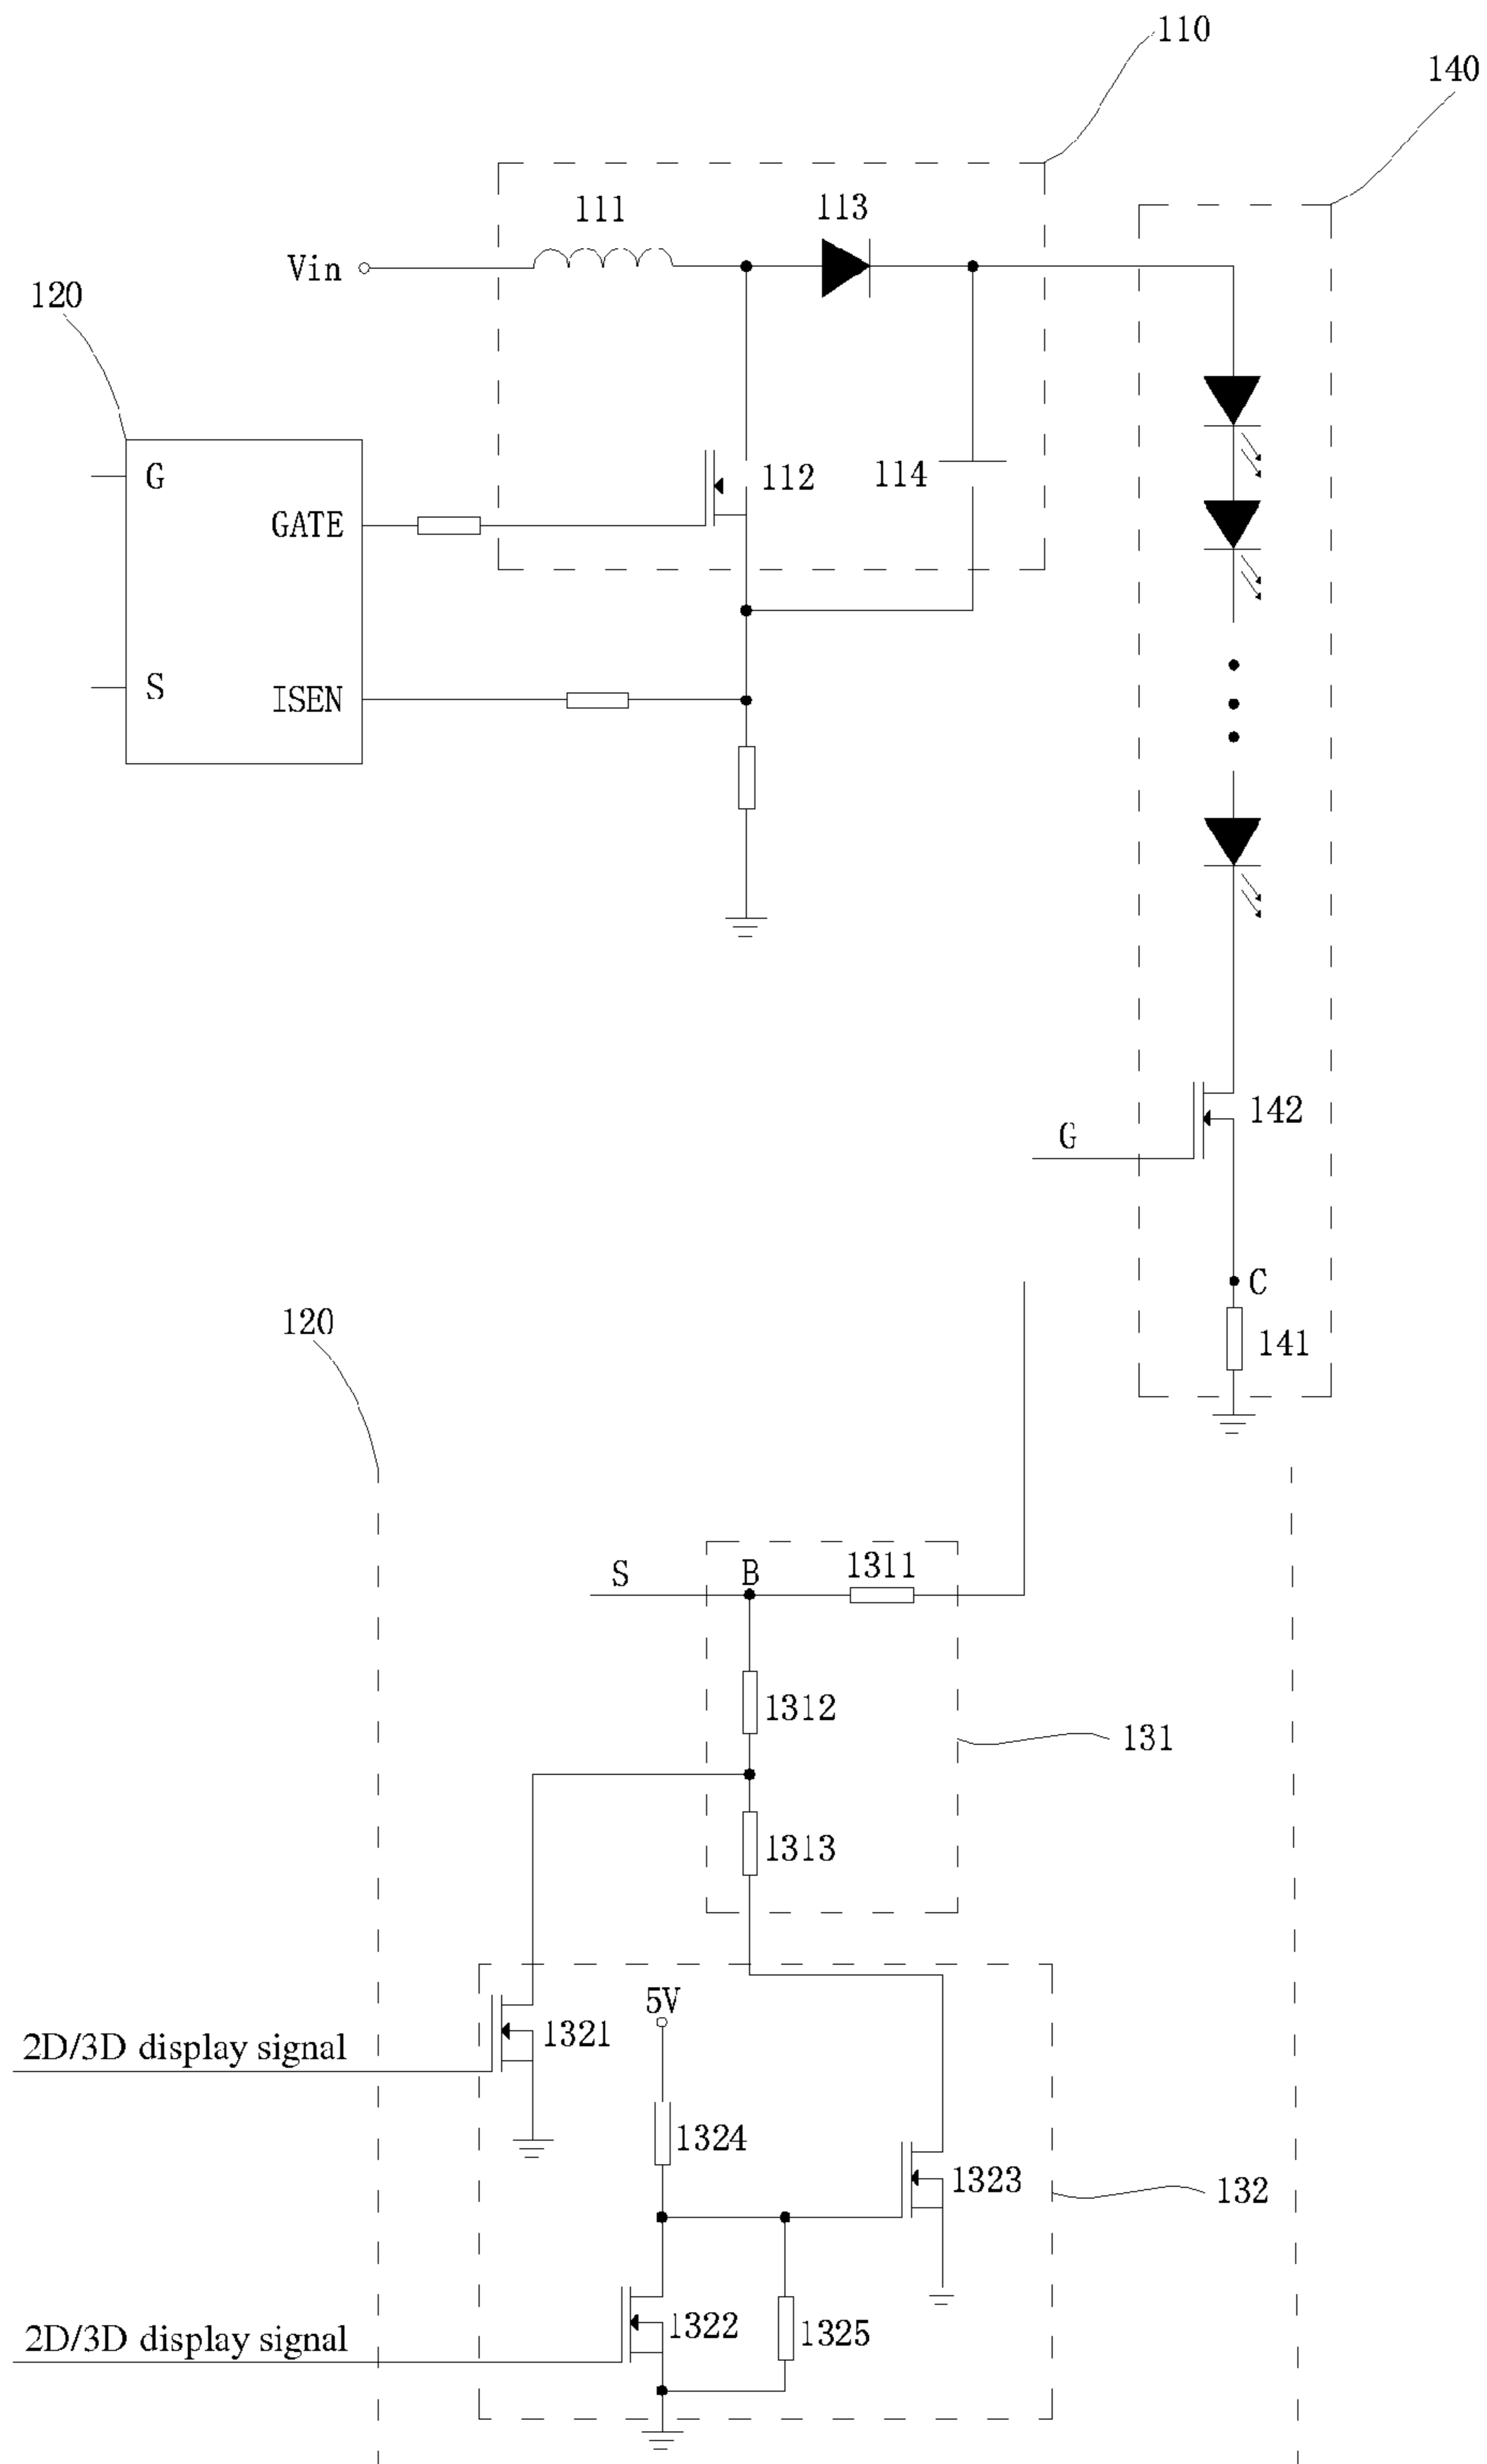 110
140
111
113
Vin
120
G
112
114
GATE
S
ISEN
142
G
C
120
141
S
B
1311
1312
131
1313
5V
1321
2D/3D display signal
1324
1323
132
1322
1325
2D/3D display signal